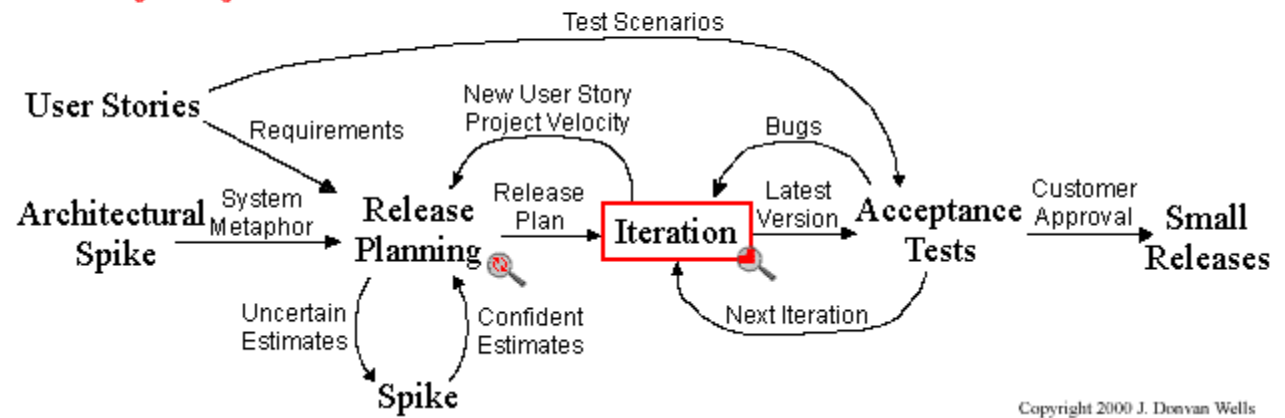 Test Scenarios
User Stories
New User Story
Project Velocity
Requirements
Bugs
Architectural
Spike
System
Metaphor
Release
Planning
Release
Plan
Iteration
Latest
Version
Acceptance
Tests
Customer
Approval
Small
Releases
Uncertain
Estimates
Confident
Estimates
Next Iteration
Spike
Copyright 2000 J. Donvan Wells